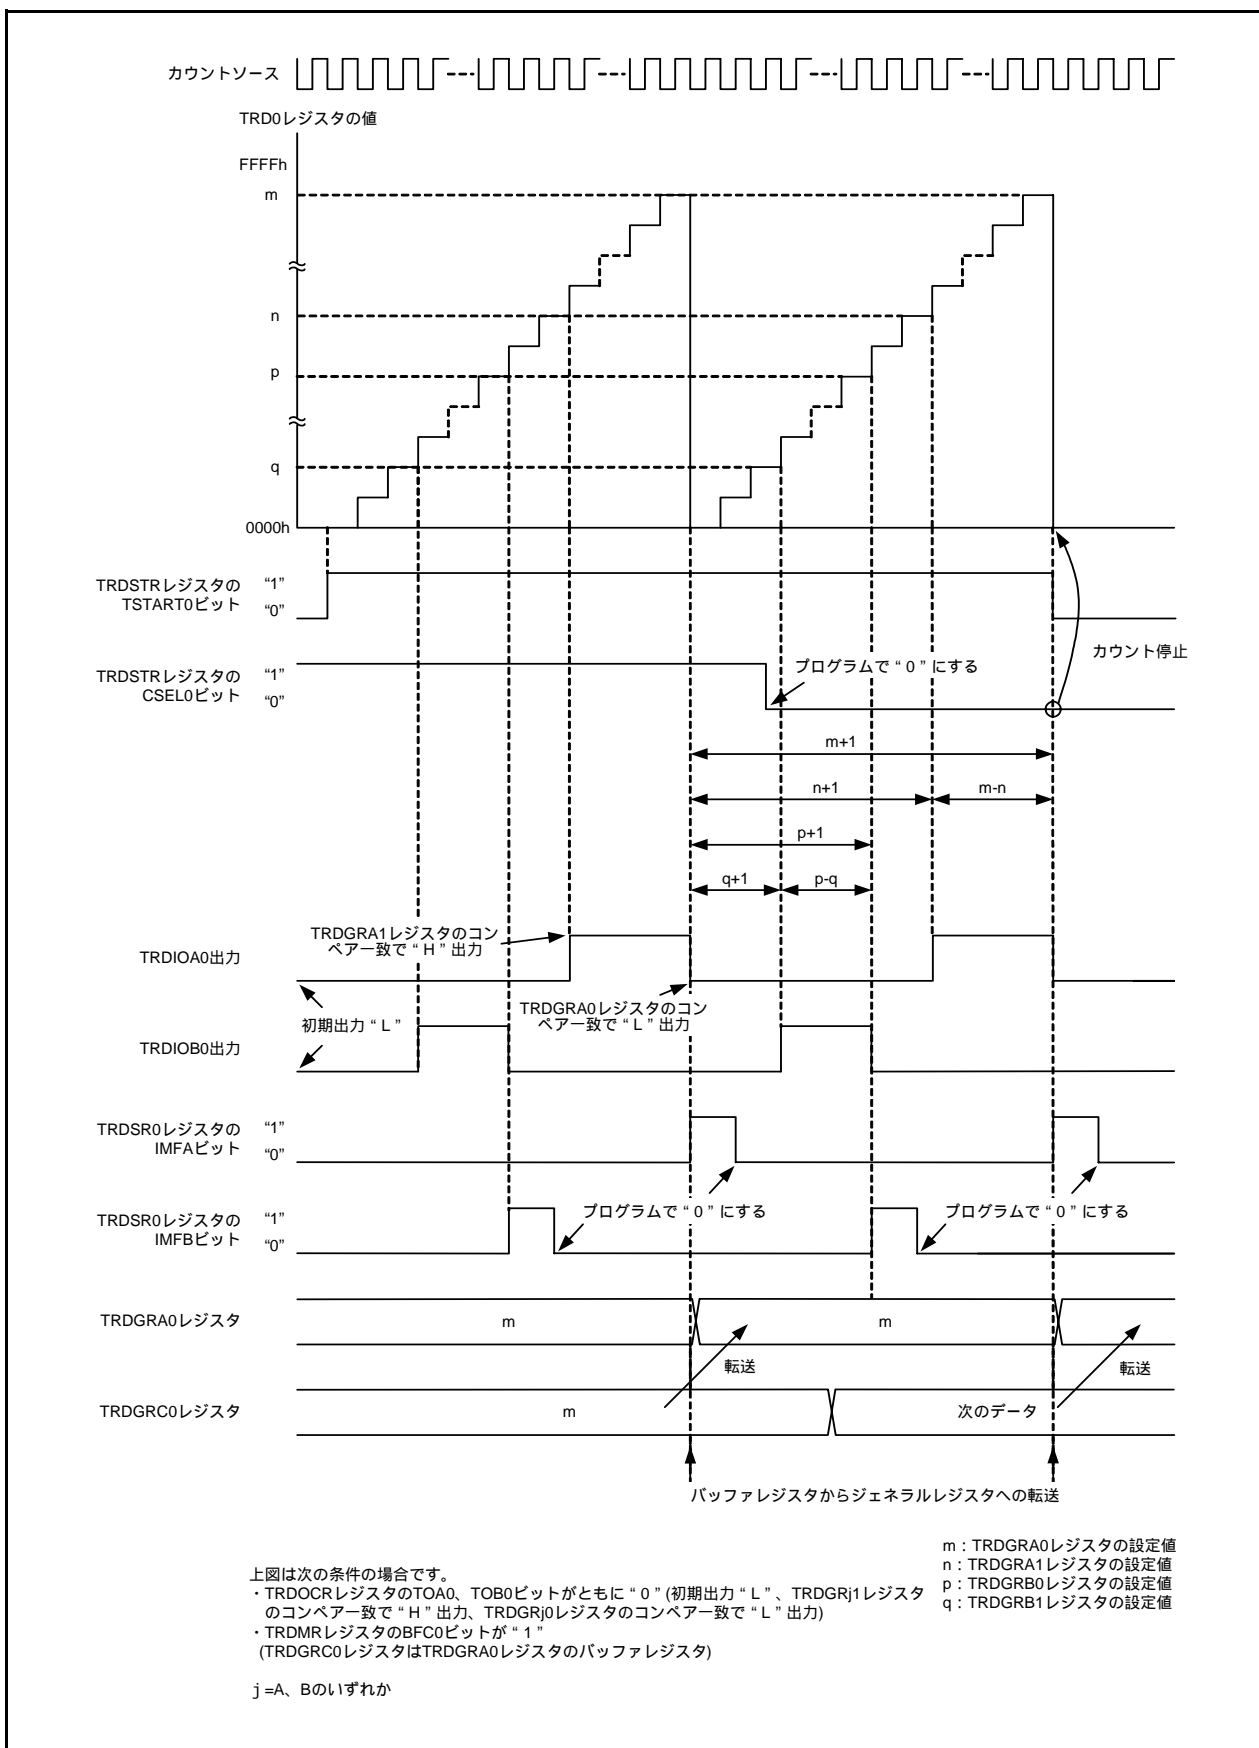 カウントソース
TRD0レジスタの値
FFFFh
m
n
p
q
0000h
TRDSTRレジスタの
TSTART0ビット
“1”
“0”
カウント停止
TRDSTRレジスタの
CSEL0ビット
“1”
“0”
プログラムで“0”にする
m+1
n+1
m-n
p+1
q+1
p-q
TRDGRA1レジスタのコン
ペア一致で“H”出力
TRDIOA0出力
TRDGRA0レジスタのコン
ペア一致で“L”出力
初期出力“L”
TRDIOB0出力
TRDSR0レジスタの
IMFAビット
“1”
“0”
TRDSR0レジスタの
IMFBビット
“1”
“0”
プログラムで“0”にする
プログラムで“0”にする
TRDGRA0レジスタ
m
m
転送
転送
TRDGRC0レジスタ
m
次のデータ
バッファレジスタからジェネラルレジスタへの転送
m:TRDGRA0レジスタの設定値
n:TRDGRA1レジスタの設定値
p:TRDGRB0レジスタの設定値
q:TRDGRB1レジスタの設定値
上図は次の条件の場合です。
・TRDOCRレジスタのTOA0、TOB0ビットがともに“0”(初期出力“L”、TRDGRj1レジスタ
のコンペア一致で“H”出力、TRDGRj0レジスタのコンペア一致で“L”出力)
・TRDMRレジスタのBFC0ビットが“1”
(TRDGRC0レジスタはTRDGRA0レジスタのバッファレジスタ)
j=A、Bのいずれか